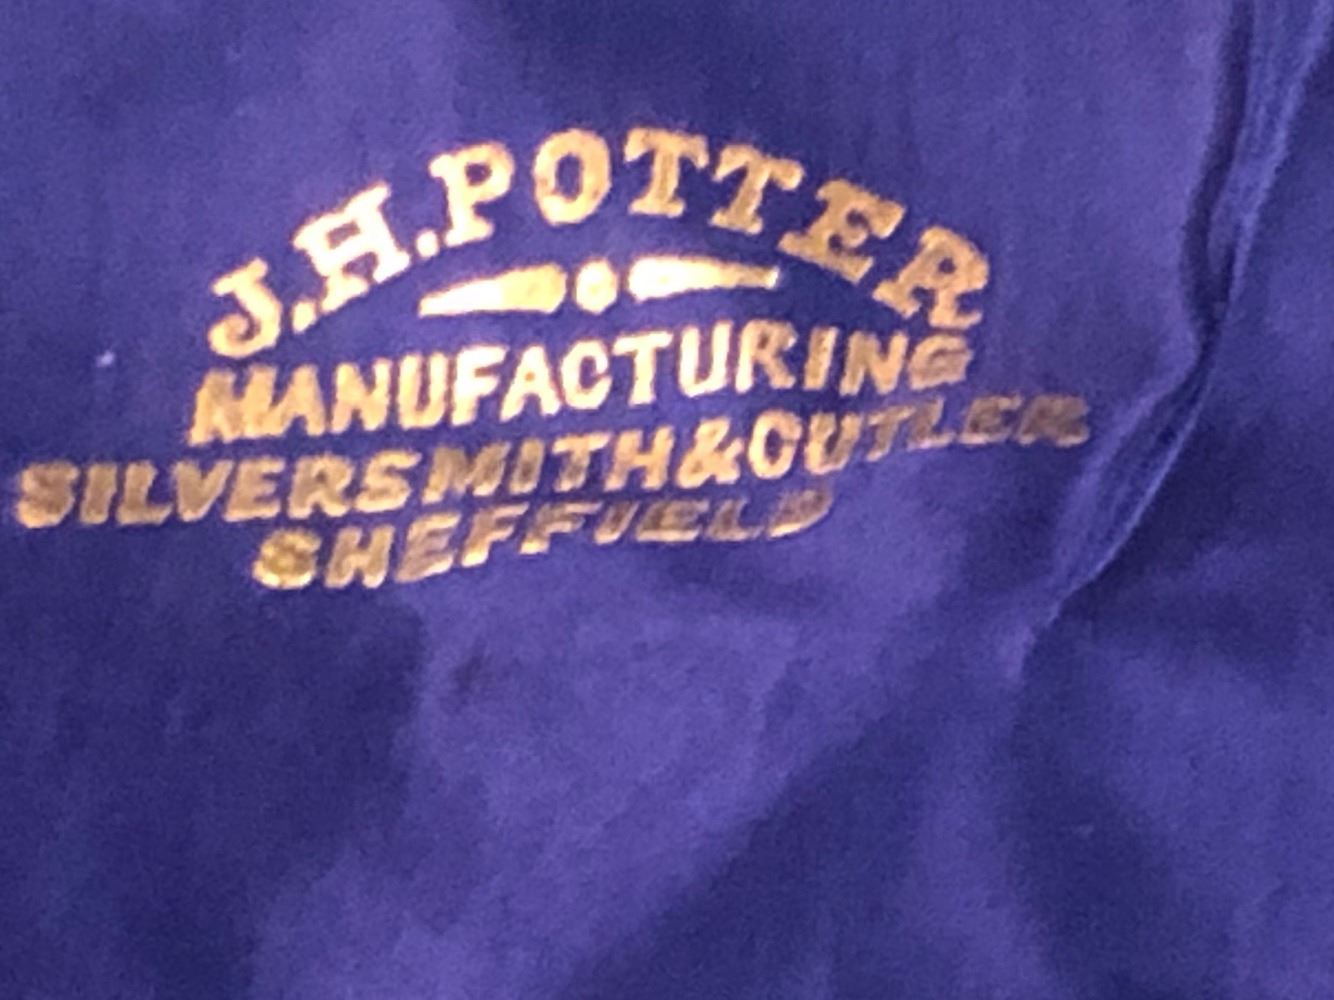 J.H.POTTER
MANUFACTURING
SILVERSMITH&CUTLER
SHEFFIELD